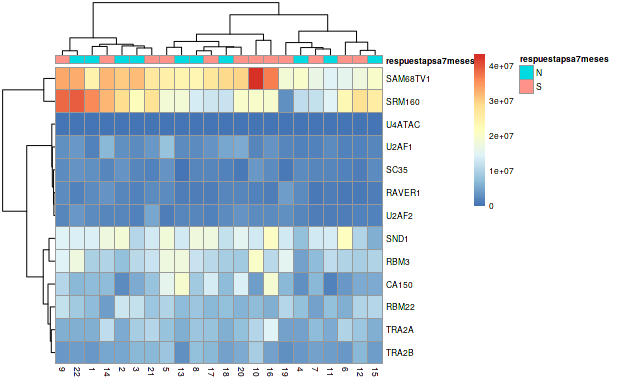 respuestapsa7meses
respuestapsa7meses
N
S
4e+07
3e+07
2e+07
1e+07
0
SAM68TV1
SRM160
U4ATAC
U2AF1
SC35
RAVER1
U2AF2
SND1
RBM3
CA150
RBM22
TRA2A
TRA2B
9 22 1 14 2 3 21 5 13 8 17 18 20 10 16 19 4 7 11 6 12 15